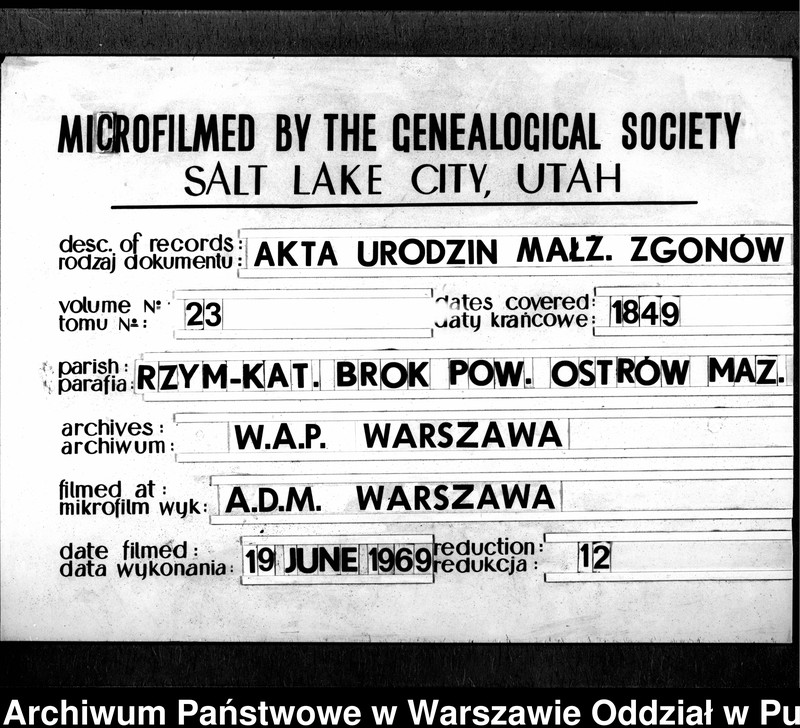 MICROFILMED BY THE GENEALOGICAL SOCIETY
SALT LAKE CITY, UTAH
desc. of records:
rodzaj dokumentu: AKTA URODZIN MAŁŻ. ZGONÓW
volume No
tomu No: 23
dates covered:
daty krańcowe: 1849
parish:
parafia: RZYM-KAT. BROK POW. OSTRÓW MAZ.
archives:
archiwum: W.A.P. WARSZAWA
filmed at:
mikrofilm wyk: A.D.M. WARSZAWA
date filmed:
data wykonania: 19 JUNE 1969
reduction:
redukcja: 12
Archiwum Państwowe w Warszawie Oddział w Pu